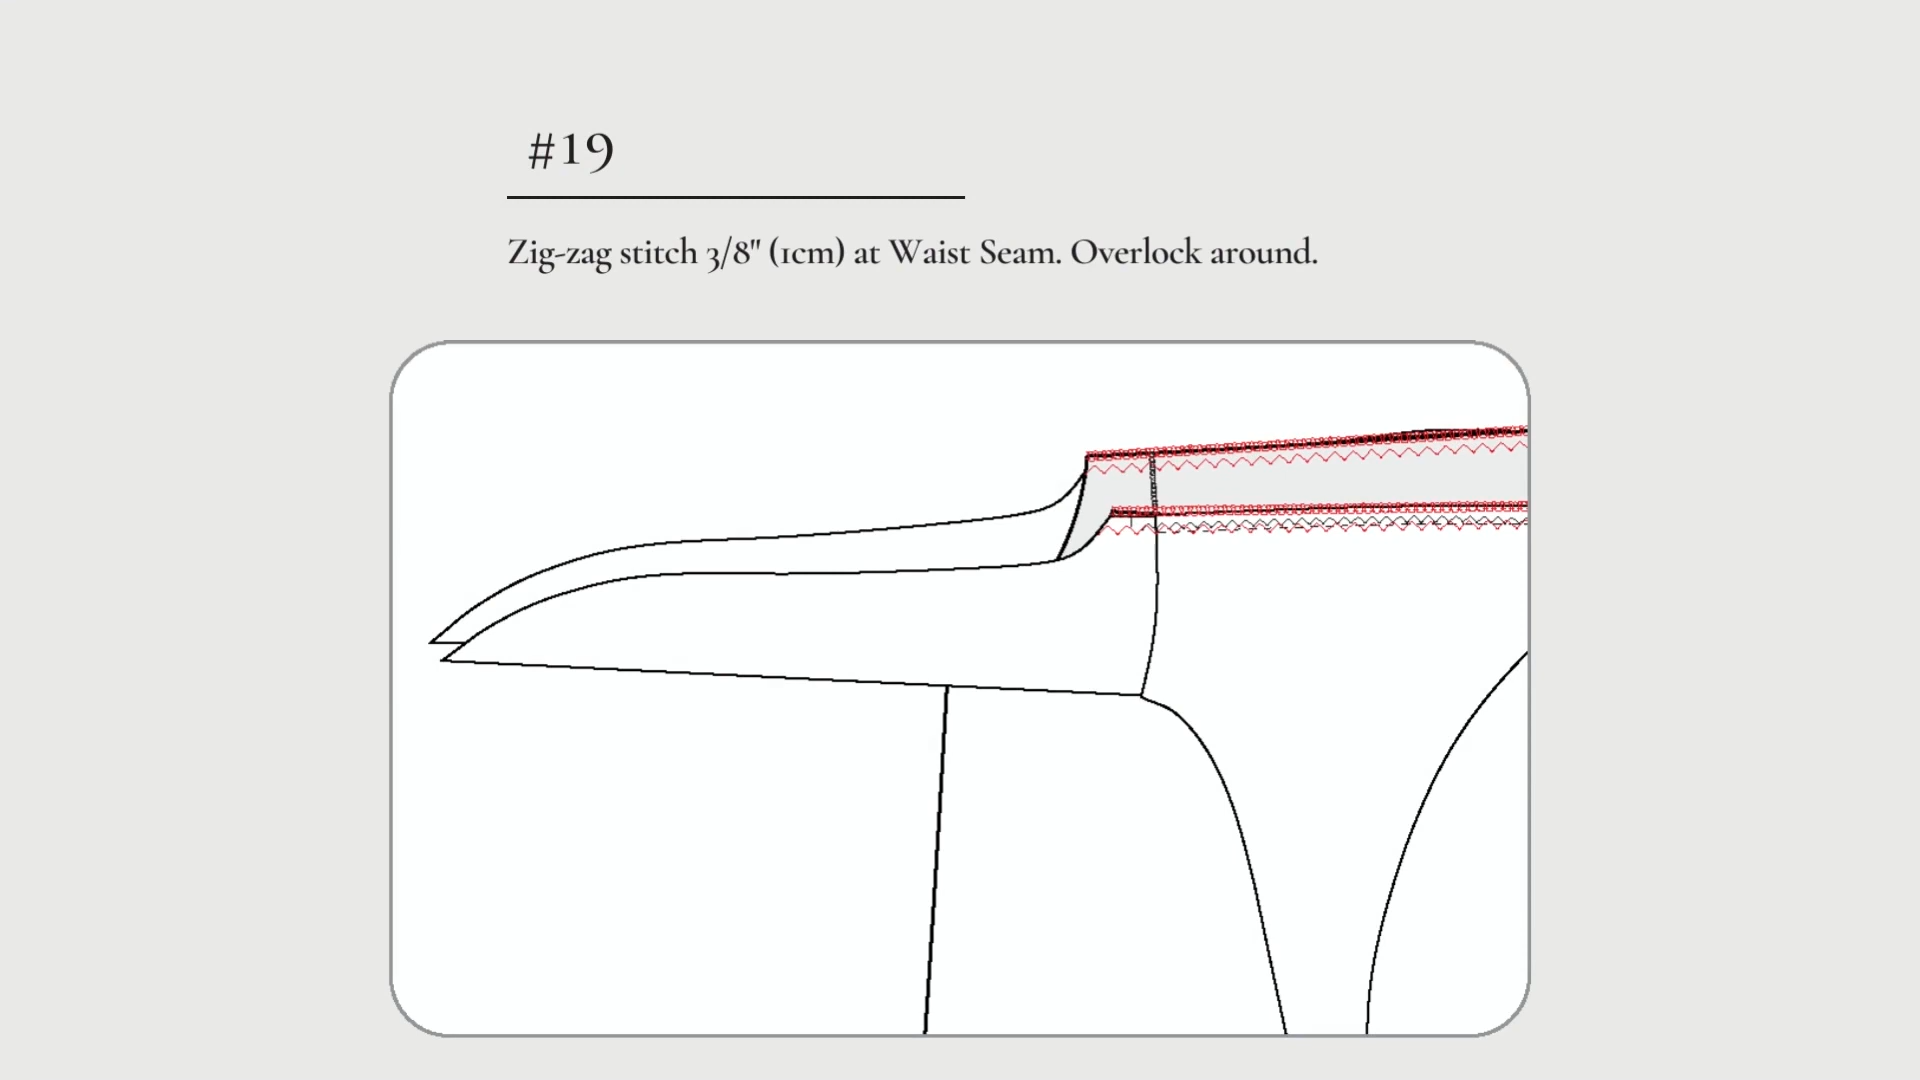 #19
Zig-zag stitch 3/8" (1cm) at Waist Seam. Overlock around.